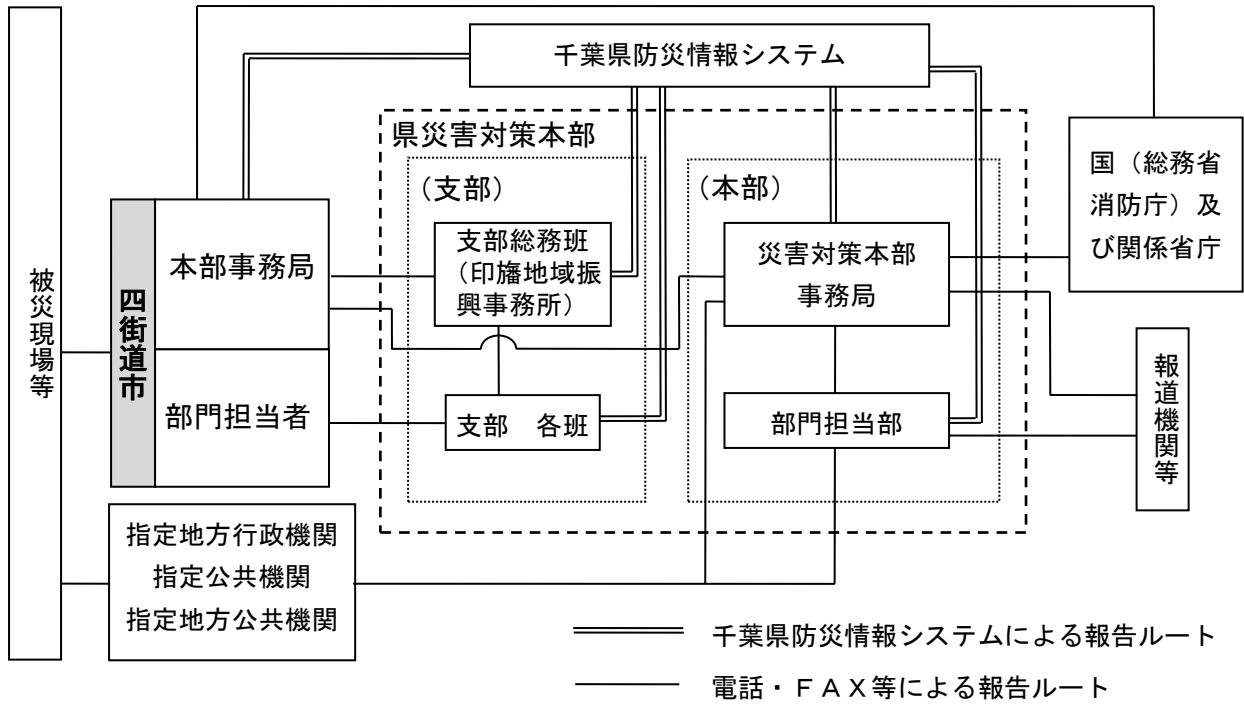 千葉県防災情報システム
県災害対策本部
（支部）
（本部）
国（総務省
消防庁）及
び関係省庁
被災現場等
四街道市
本部事務局
支部総務班
（印旛地域振
興事務所）
災害対策本部
事務局
部門担当者
支部　各班
部門担当部
報道機関等
指定地方行政機関
指定公共機関
指定地方公共機関
千葉県防災情報システムによる報告ルート
電話・ＦＡＸ等による報告ルート